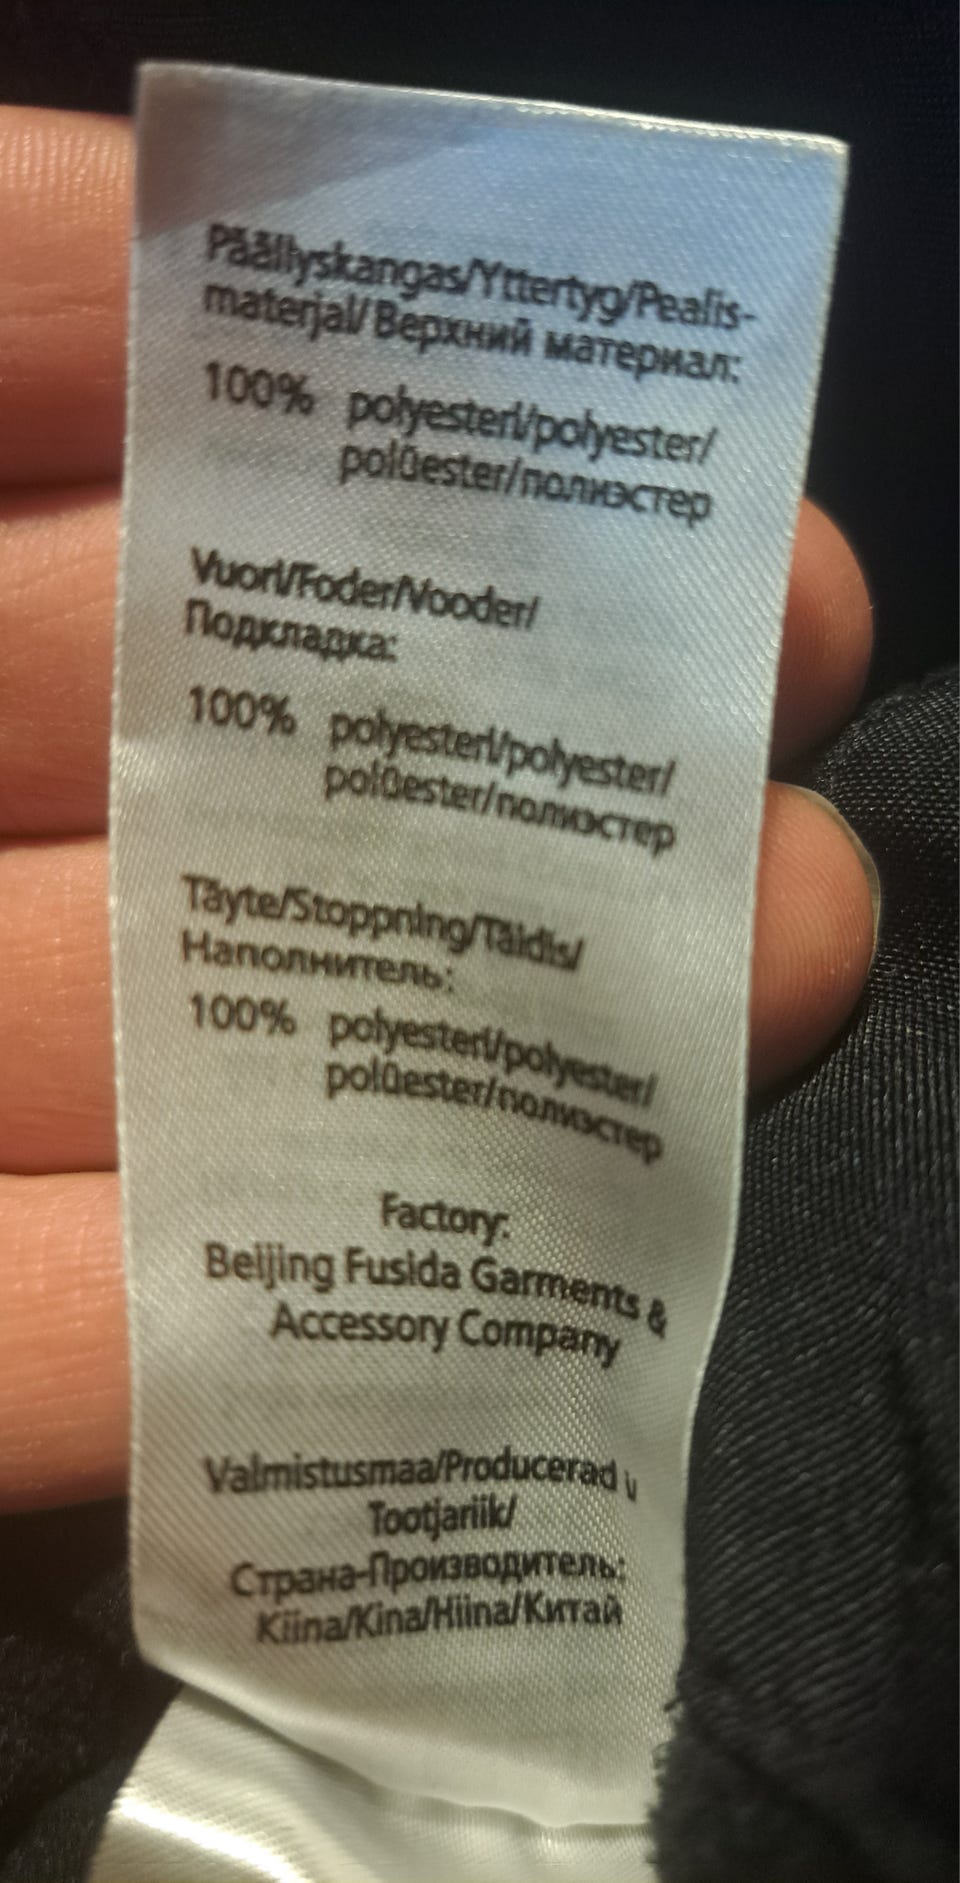 Päällyskangas/Yttertyg/Pealis-
materjal/Верхний материал:
100% polyesteri/polyester/
polüester/полиэстер
Vuori/Foder/Vooder/
Подкладка:
100% polyesteri/polyester/
polüester/полиэстер
Täyte/Stoppning/Täidis/
Наполнитель:
100% polyesteri/polyester/
polüester/полиэстер
Factory:
Beijing Fusida Garments &
Accessory Company
Valmistusmaa/Producerad i/
Tootjariik/
Страна-Производитель:
Kiina/Kina/Hiina/Китай